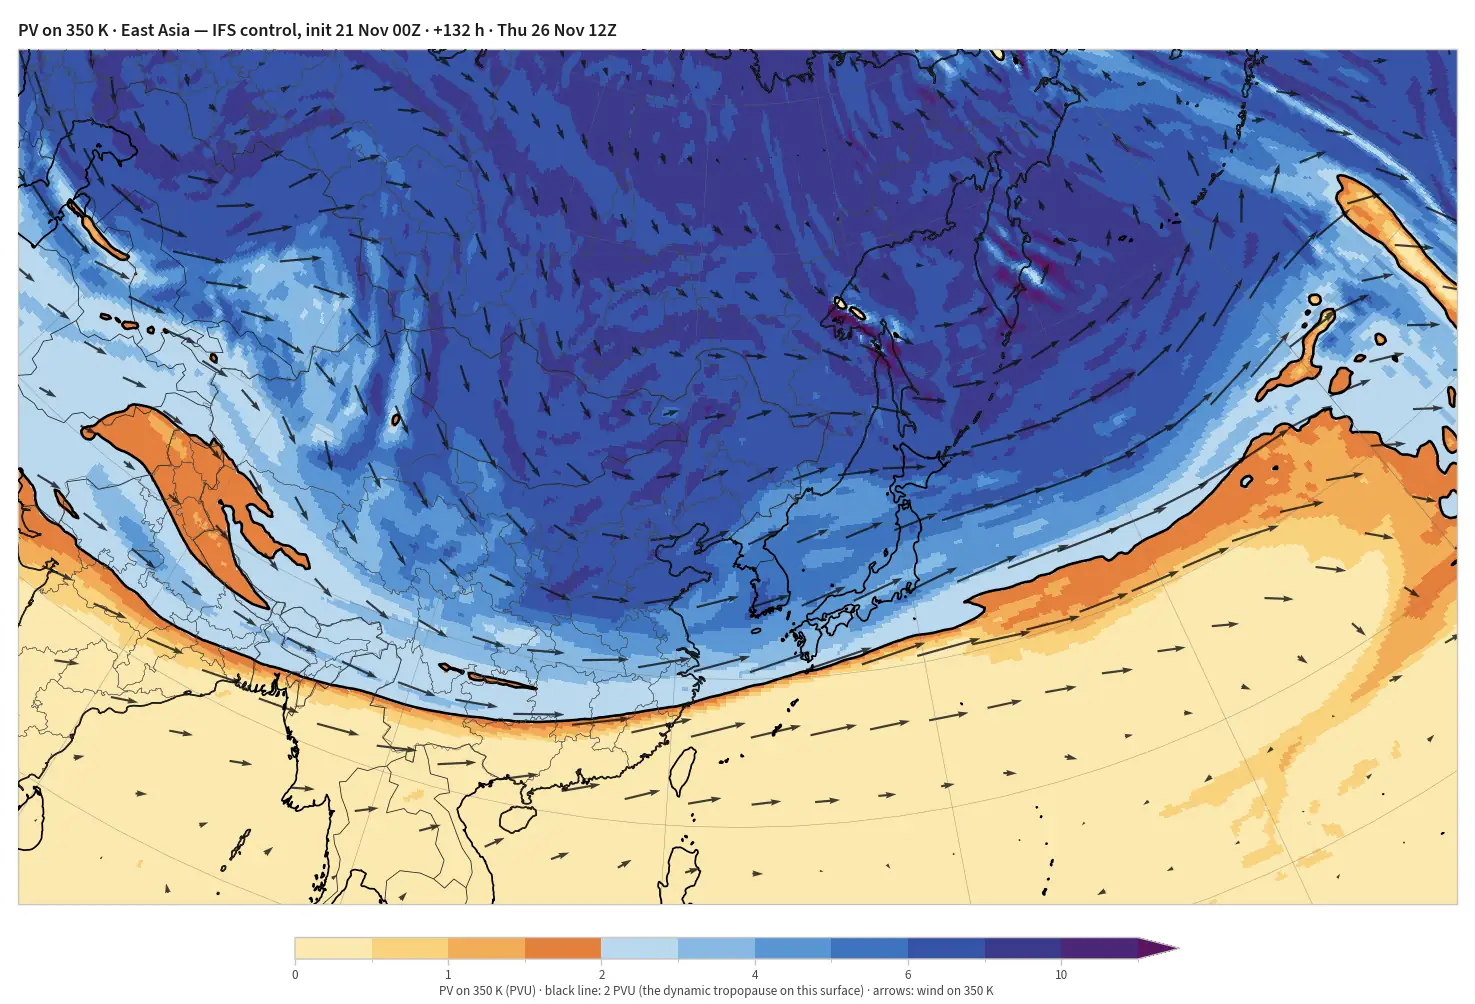 PV on 350 K · East Asia — IFS control, init 21 Nov 00Z · +132 h · Thu 26 Nov 12Z
0 1 2 4 6 10
PV on 350 K (PVU) · black line: 2 PVU (the dynamic tropopause on this surface) · arrows: wind on 350 K